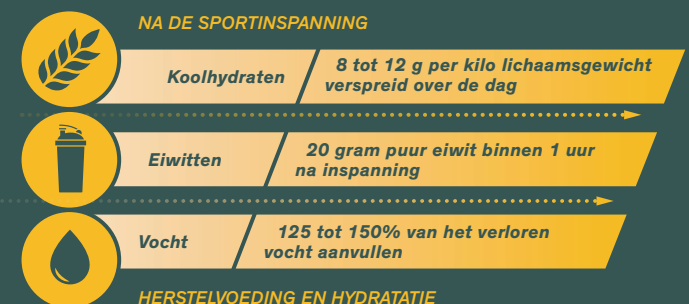 NA DE SPORTINSPANNING
Koolhydraten
8 tot 12 g per kilo lichaamsgewicht
verspreid over de dag
Eiwitten
20 gram puur eiwit binnen 1 uur
na inspanning
Vocht
125 tot 150% van het verloren
vocht aanvullen
HERSTELVOEDING EN HYDRATATIE